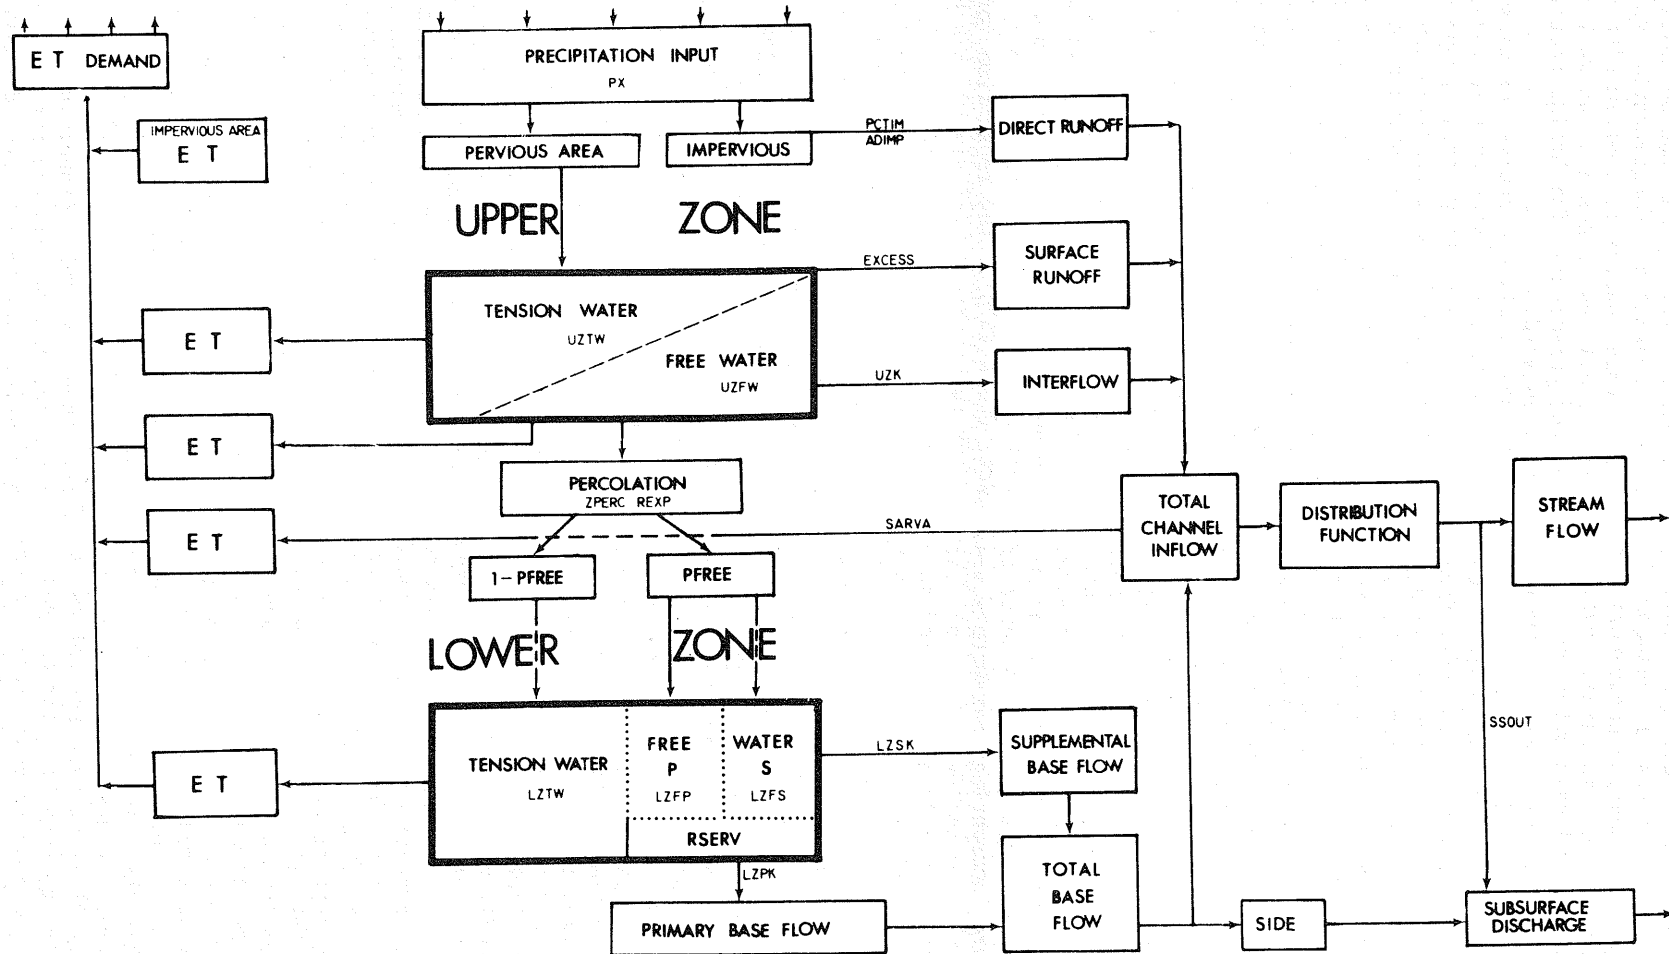 E T DEMAND
PRECIPITATION INPUT
PX
IMPERVIOUS AREA
E T
PERVIOUS AREA
IMPERVIOUS
PCTIM
ADIMP
DIRECT RUNOFF
UPPER ZONE
EXCESS
SURFACE
RUNOFF
TENSION WATER
UZTW
FREE WATER
UZFW
E T
UZK
INTERFLOW
E T
PERCOLATION
ZPERC REXP
E T
SARVA
TOTAL
CHANNEL
INFLOW
DISTRIBUTION
FUNCTION
STREAM
FLOW
1-PFREE
PFREE
LOWER ZONE
SSOUT
TENSION WATER
LZTW
FREE
P
LZFP
WATER
S
LZFS
RSERV
E T
LZSK
SUPPLEMENTAL
BASE FLOW
LZPK
PRIMARY BASE FLOW
TOTAL
BASE
FLOW
SIDE
SUBSURFACE
DISCHARGE